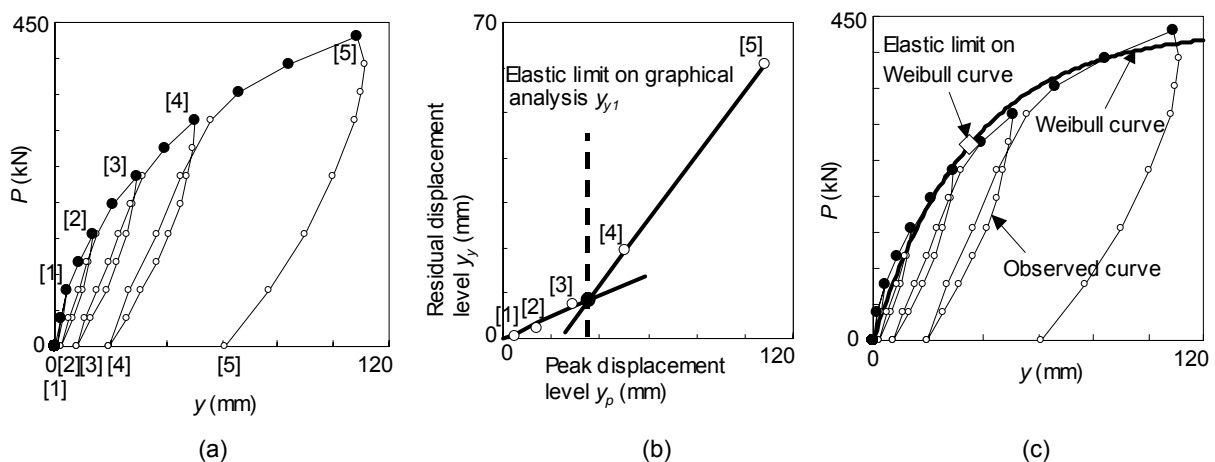 450
P (kN)
[5]
[4]
[3]
[2]
[1]
0
0[2][3] [4] [5] 120
[1]
y (mm)
(a)
70
[5]
Elastic limit on graphical
analysis yy1
Residual displacement
level yy (mm)
[4]
[3]
[1] [2]
0
0 120
Peak displacement
level yp (mm)
(b)
450
Elastic limit on
Weibull curve
Weibull curve
P (kN)
Observed curve
0
0 120
y (mm)
(c)